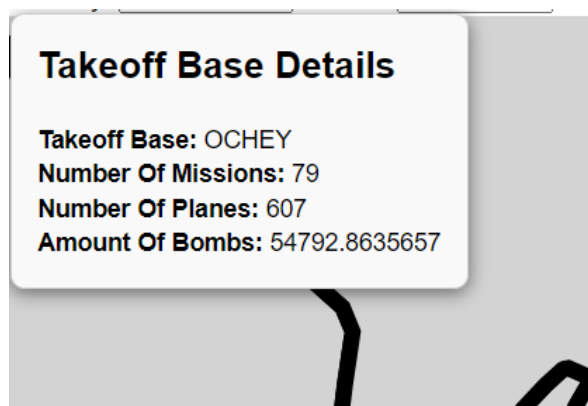 Takeoff Base Details
Takeoff Base: OCHEY
Number Of Missions: 79
Number Of Planes: 607
Amount Of Bombs: 54792.8635657